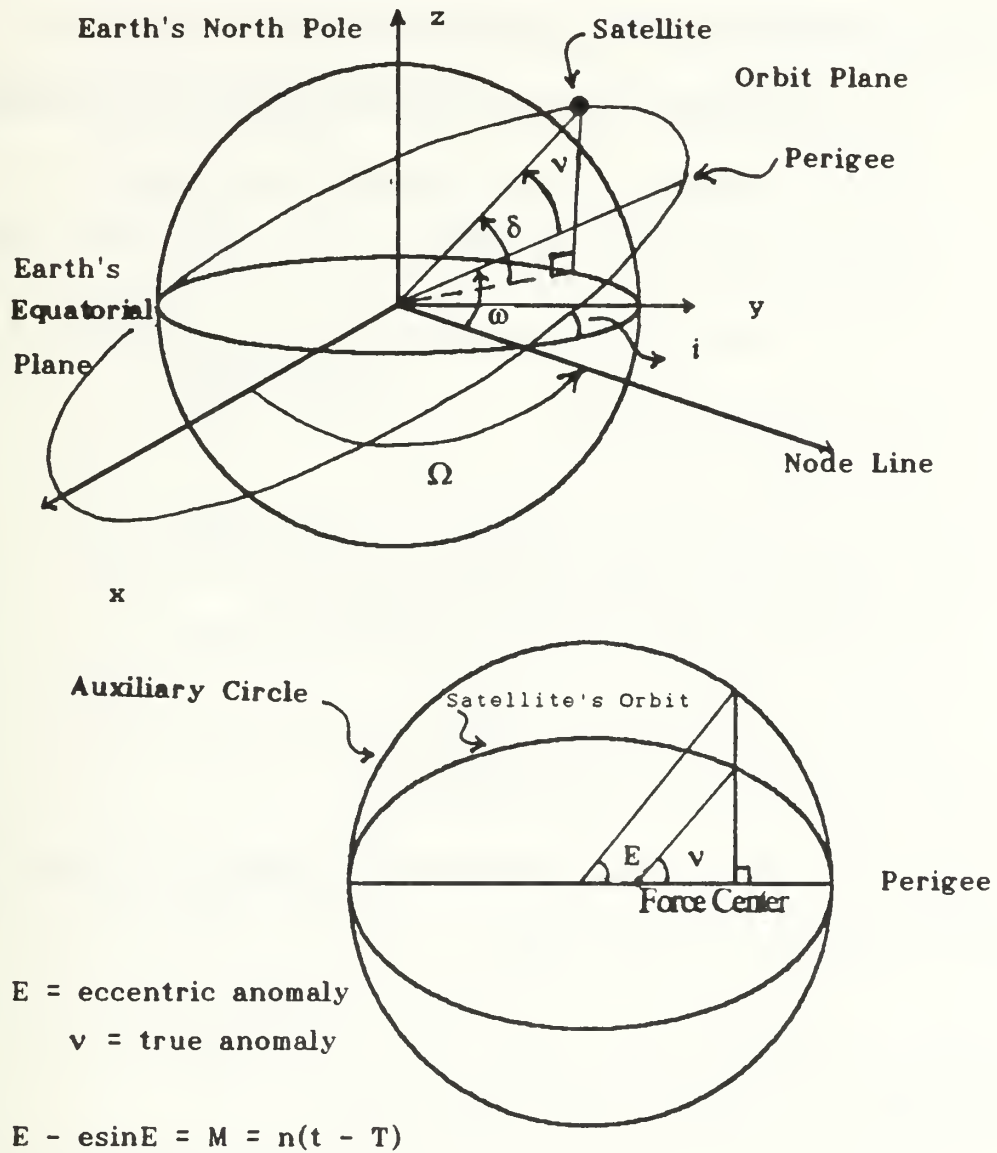 Earth's North Pole
z
Satellite
Orbit Plane
Perigee
ν
δ
Earth's
Equatorial
Plane
ω
y
i
Node Line
Ω
x
Auxiliary Circle
Satellite's Orbit
E
ν
Force Center
Perigee
E = eccentric anomaly
ν = true anomaly
E - esinE = M = n(t - T)